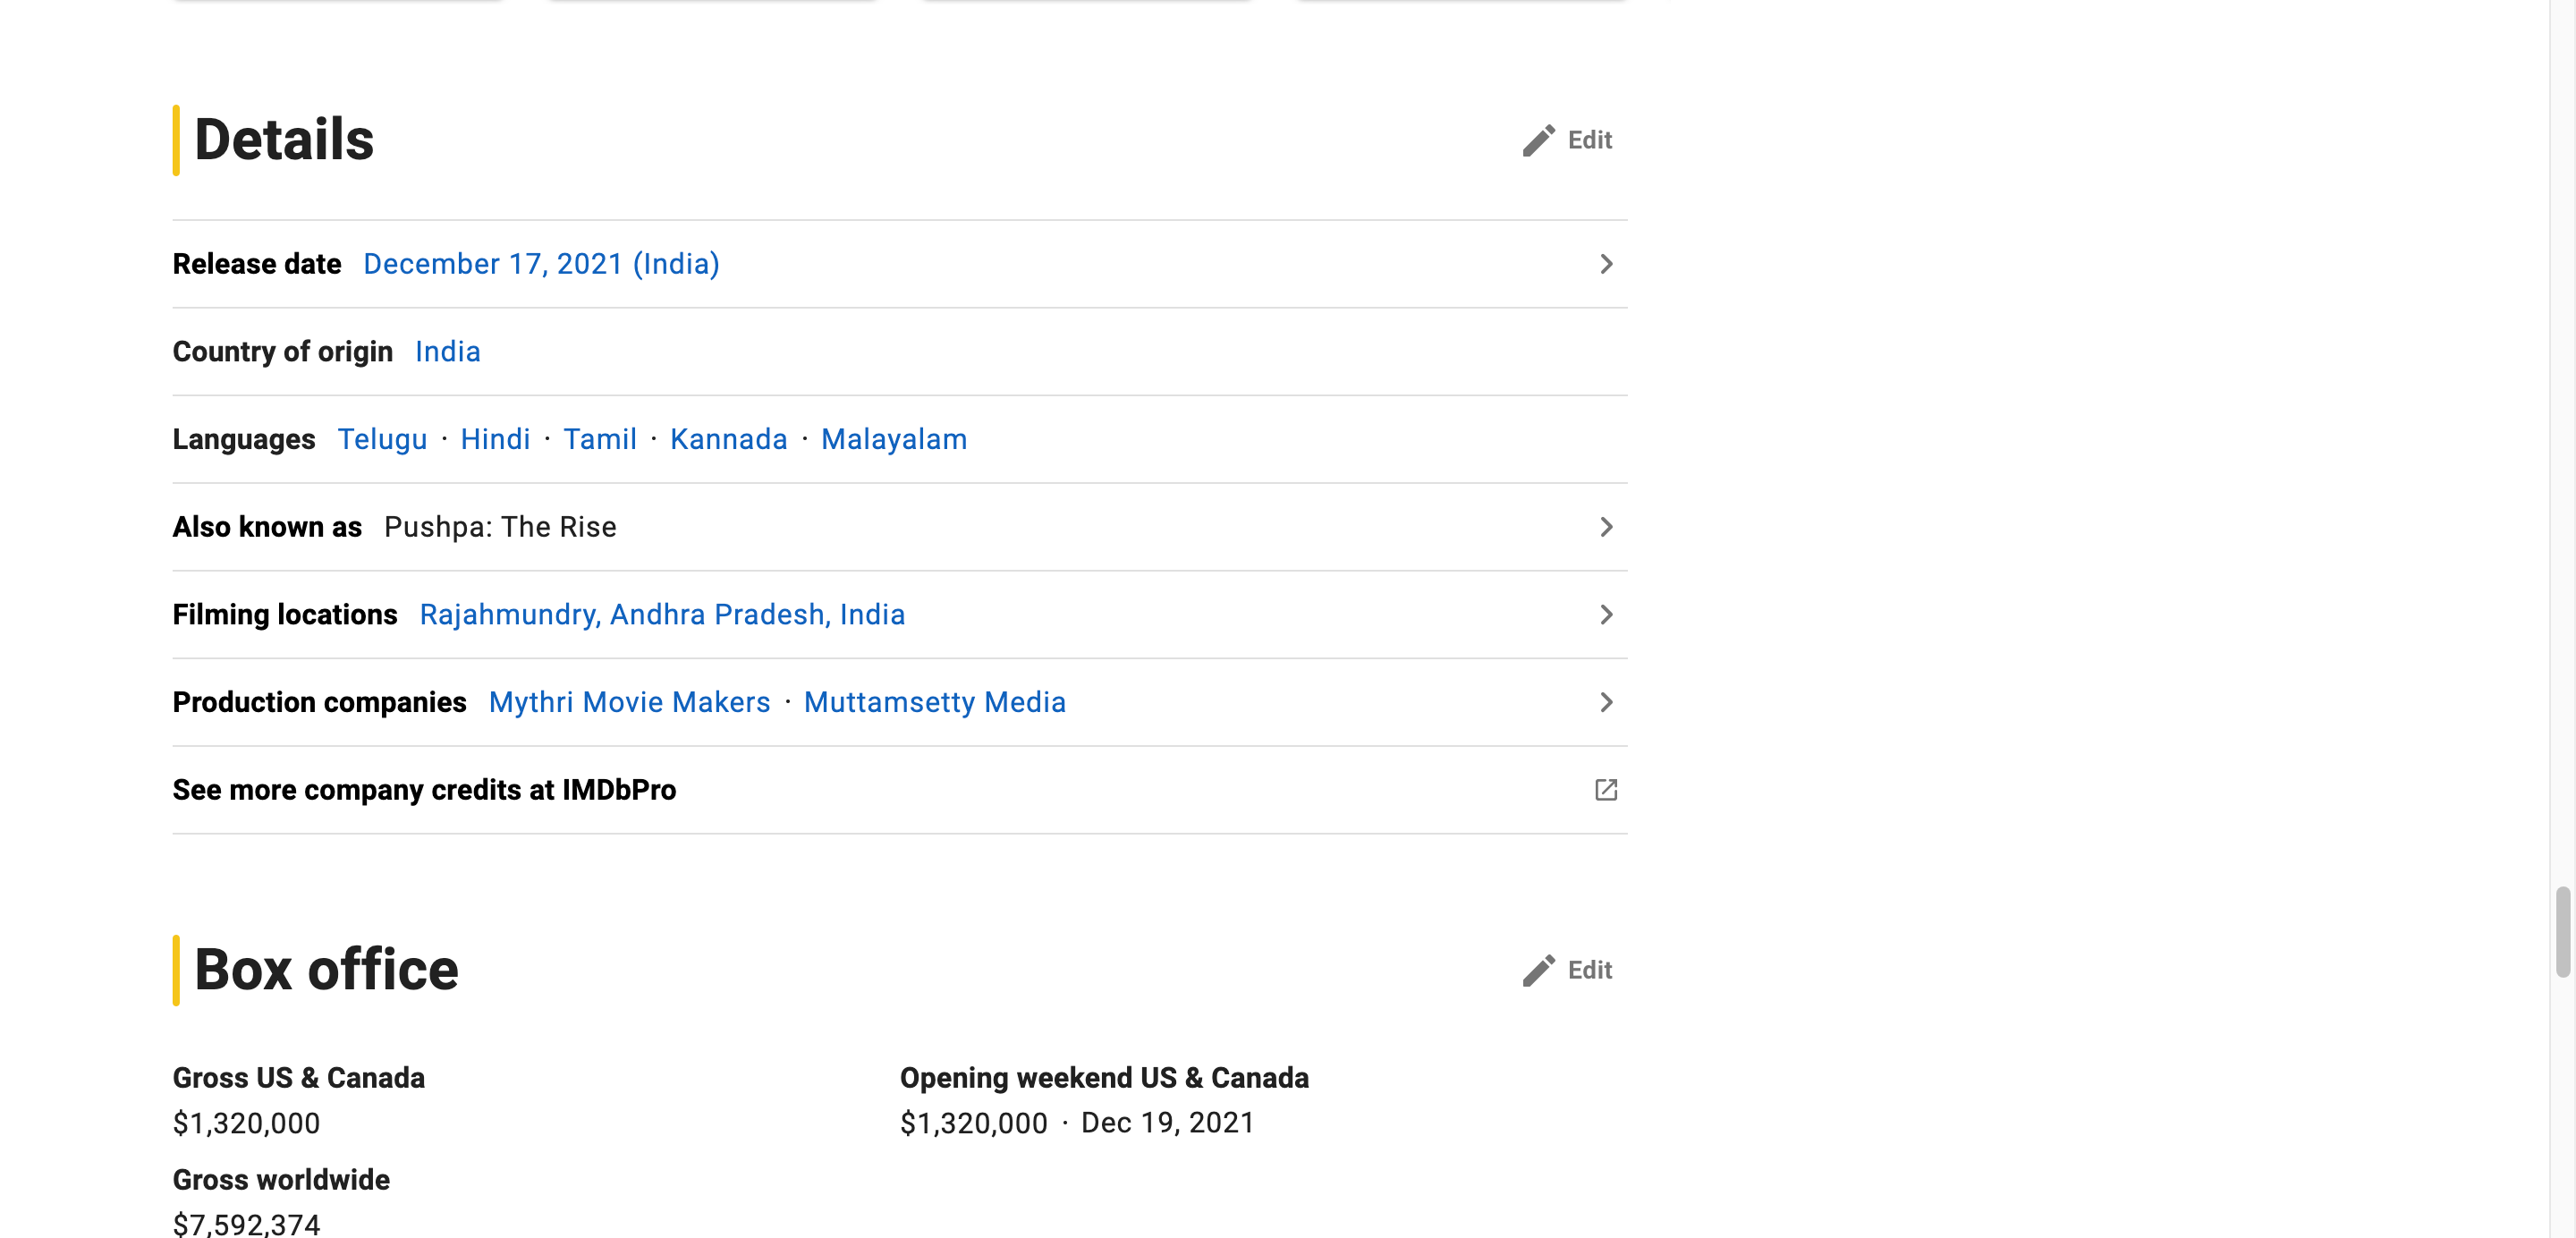 Details
Edit
Release date December 17, 2021 (India)
Country of origin India
Languages Telugu · Hindi · Tamil · Kannada · Malayalam
Also known as Pushpa: The Rise
Filming locations Rajahmundry, Andhra Pradesh, India
Production companies Mythri Movie Makers · Muttamsetty Media
See more company credits at IMDbPro
Box office
Edit
Gross US & Canada
$1,320,000
Opening weekend US & Canada
$1,320,000 · Dec 19, 2021
Gross worldwide
$7,592,374